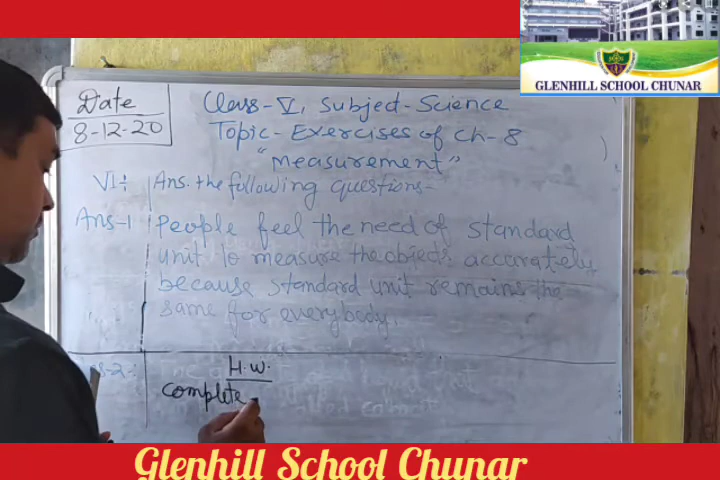 GLENHILL SCHOOL CHUNAR
Date
8-12-20
Class-V, Subject-Science
Topic-Exercises of Ch-8
"Measurement"
VI÷ Ans. the following questions-
Ans-1 People feel the need of standard
unit to measure the objects accurately
because standard unit remains the
same for everybody.
H.W.
complete
Glenhill School Chunar